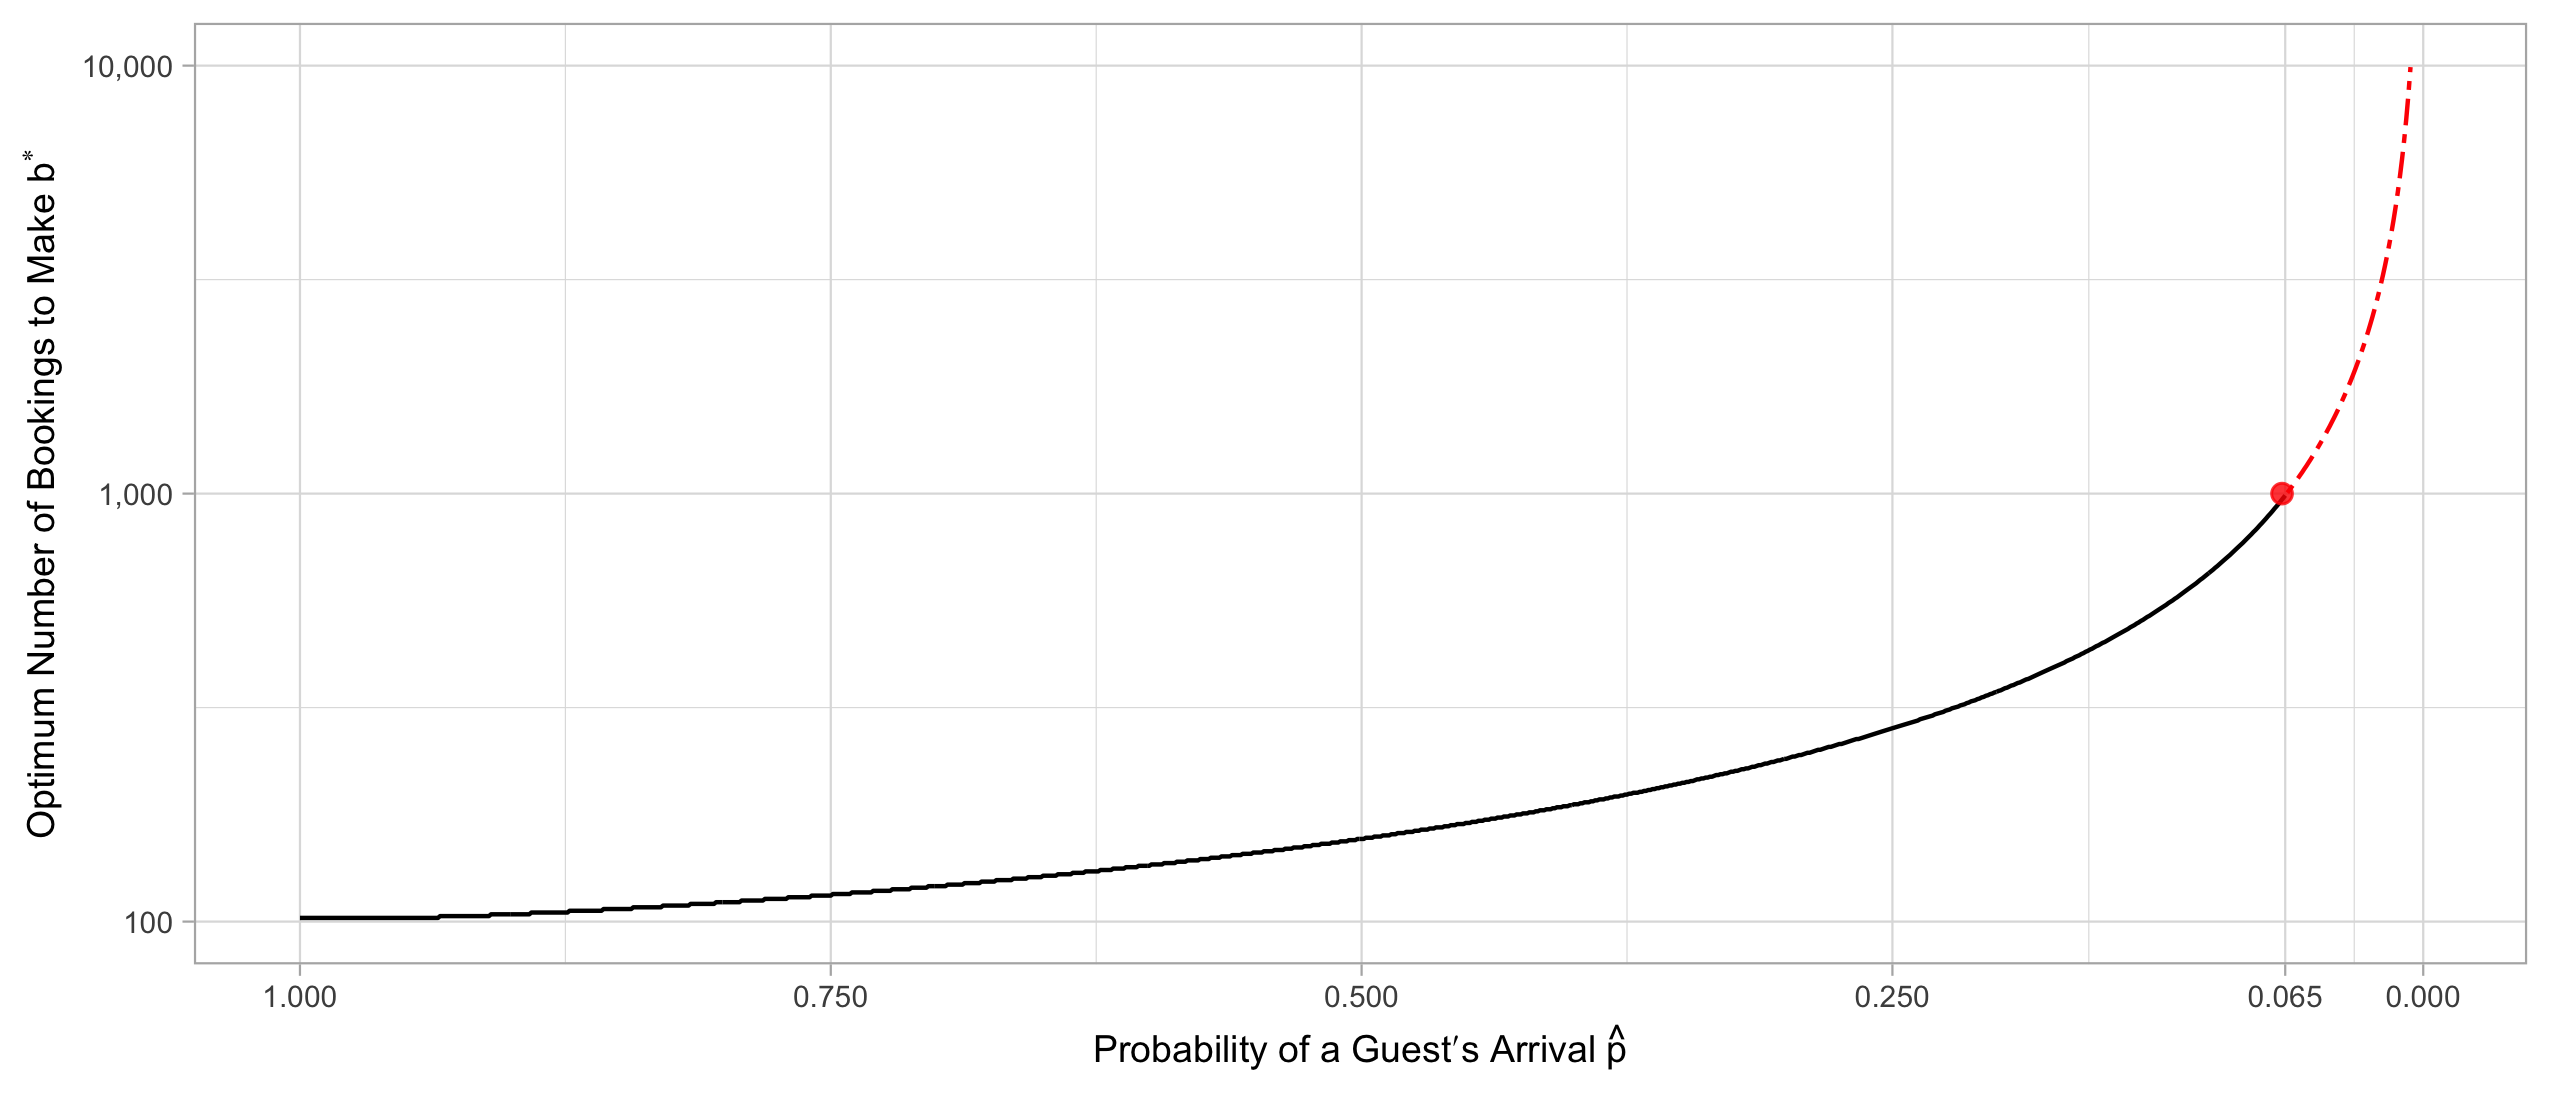 Optimum Number of Bookings to Make b*
10,000
1,000
100
1.000 0.750 0.500 0.250 0.065 0.000
Probability of a Guest′s Arrival p̂